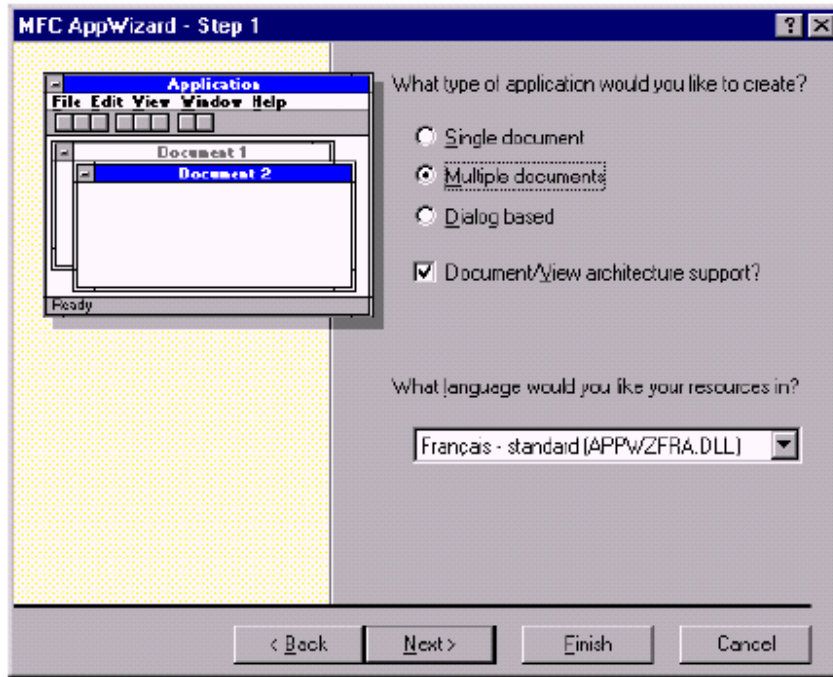 MFC AppWizard - Step 1
Application
File Edit View Window Help
Document 1
Document 2
Ready
What type of application would you like to create?
Single document
Multiple documents
Dialog based
Document/View architecture support?
What language would you like your resources in?
Français - standard (APPWZFRA.DLL)
< Back Next > Finish Cancel